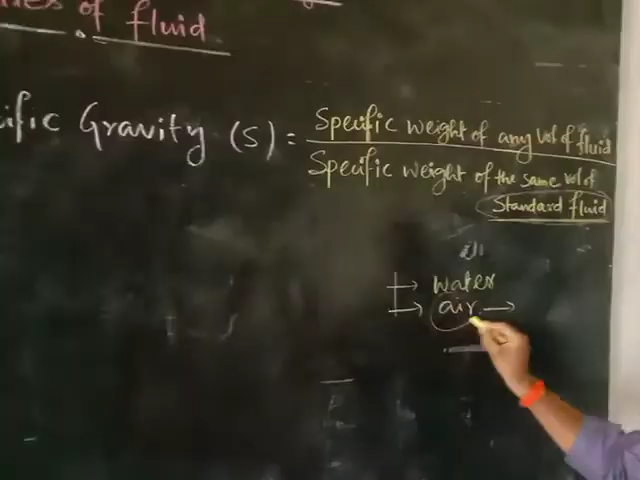 of fluid
Gravity (S) = Specific weight of any Vol of fluid
Specific weight of the same vol of
Standard fluid
water
air